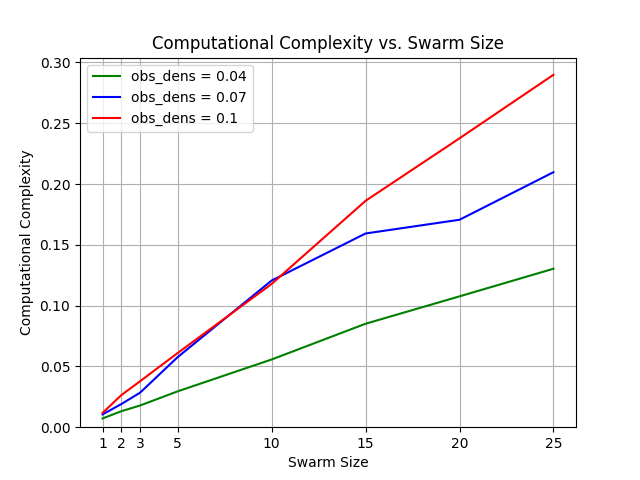 Computational Complexity vs. Swarm Size
obs_dens = 0.04
obs_dens = 0.07
obs_dens = 0.1
Computational Complexity
0.30
0.25
0.20
0.15
0.10
0.05
0.00
1 2 3 5 10 15 20 25
Swarm Size